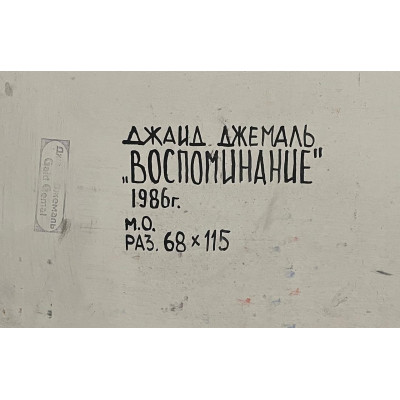 ДЖАИД ДЖЕМАЛЬ
„ВОСПОМИНАНИЕ"
1986г.
М.О.
РАЗ. 68 × 115